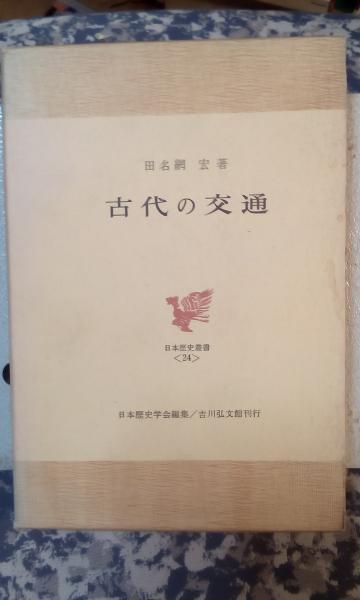 田名網 宏著
古代の交通
日本歴史叢書
<24>
日本歴史学会編集/吉川弘文館刊行